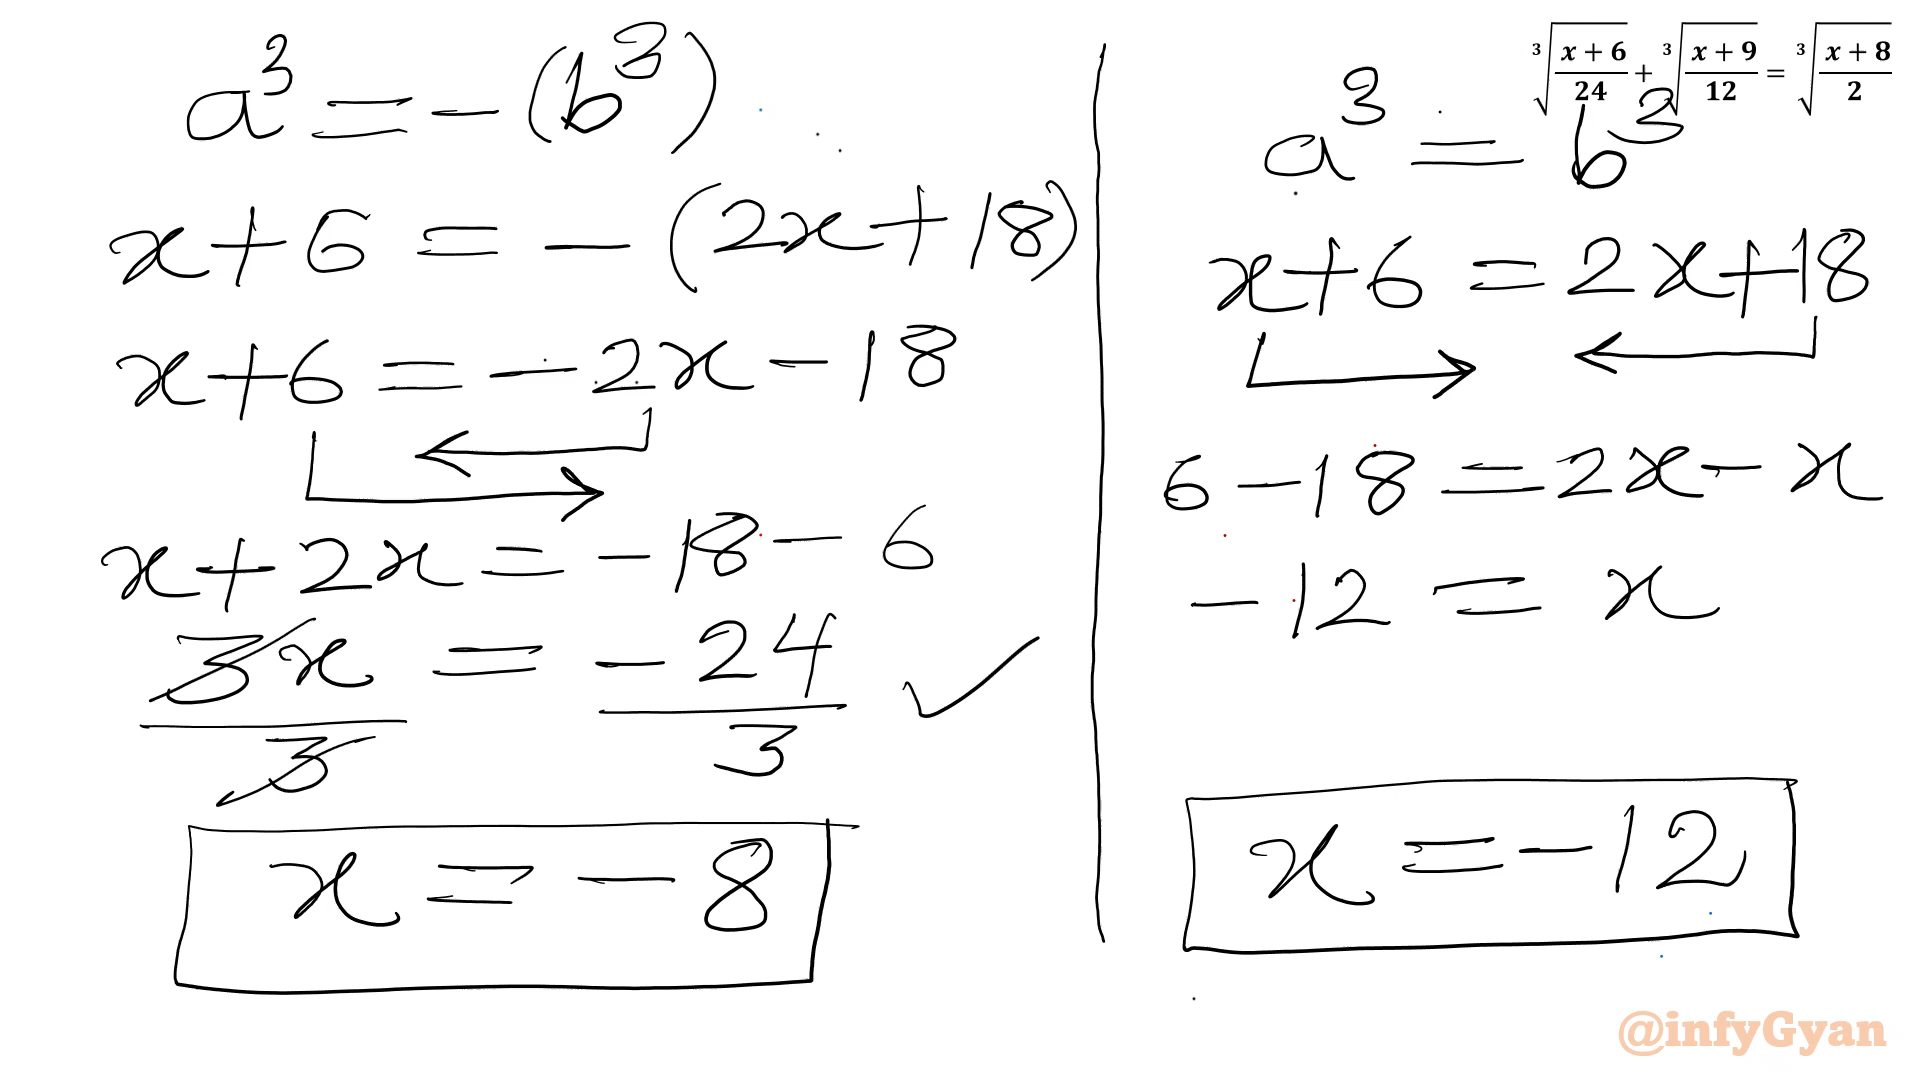 a³ = -(b³)
x+6 = -(2x+18)
x+6 = -2x-18
x+2x = -18-6
3x/3 = -24/3 ✓
x = -8
∛((x+6)/24) + ∛((x+9)/12) = ∛((x+8)/2)
a³ = b³
x+6 = 2x+18
6-18 = 2x-x
-12 = x
x = -12
@infyGyan